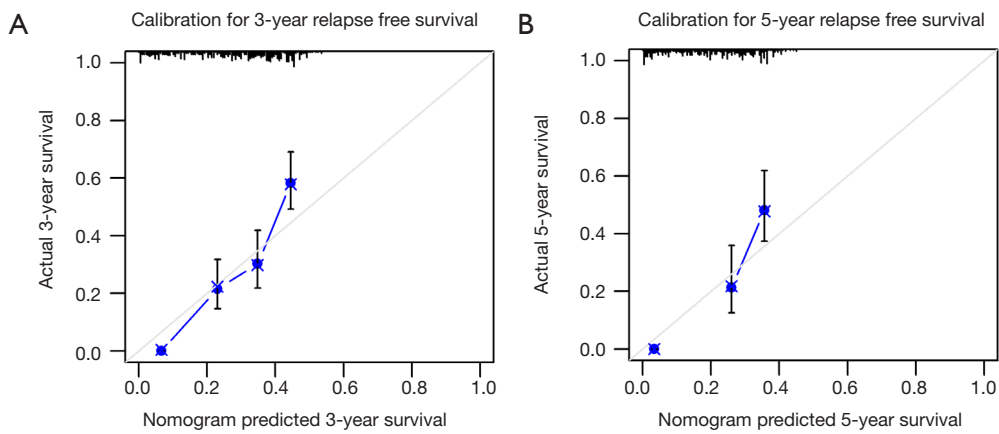 A
Calibration for 3-year relapse free survival
Actual 3-year survival
1.0
0.8
0.6
0.4
0.2
0.0
0.0 0.2 0.4 0.6 0.8 1.0
Nomogram predicted 3-year survival
B
Calibration for 5-year relapse free survival
Actual 5-year survival
1.0
0.8
0.6
0.4
0.2
0.0
0.0 0.2 0.4 0.6 0.8 1.0
Nomogram predicted 5-year survival